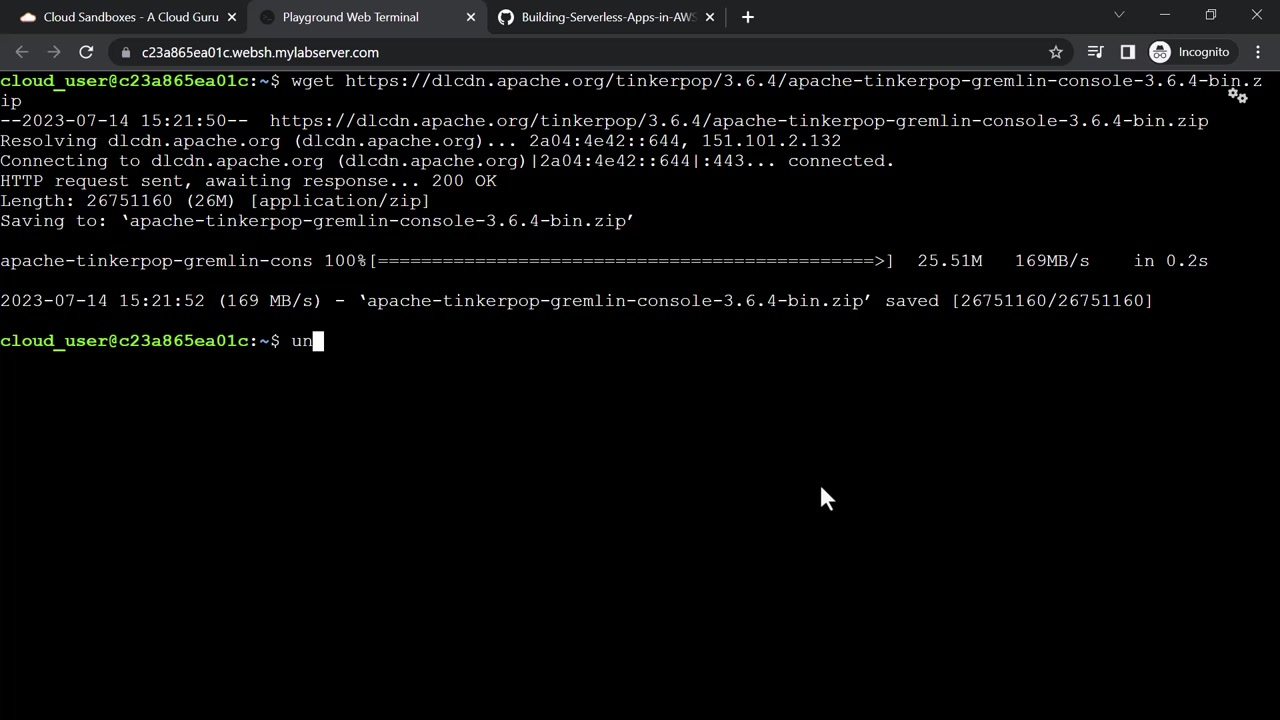 Cloud Sandboxes - A Cloud Guru
Playground Web Terminal
Building-Serverless-Apps-in-AWS
c23a865ea01c.websh.mylabserver.com
Incognito
cloud_user@c23a865ea01c:~$ wget https://dlcdn.apache.org/tinkerpop/3.6.4/apache-tinkerpop-gremlin-console-3.6.4-bin.z
ip
--2023-07-14 15:21:50--  https://dlcdn.apache.org/tinkerpop/3.6.4/apache-tinkerpop-gremlin-console-3.6.4-bin.zip
Resolving dlcdn.apache.org (dlcdn.apache.org)... 2a04:4e42::644, 151.101.2.132
Connecting to dlcdn.apache.org (dlcdn.apache.org)|2a04:4e42::644|:443... connected.
HTTP request sent, awaiting response... 200 OK
Length: 26751160 (26M) [application/zip]
Saving to: ‘apache-tinkerpop-gremlin-console-3.6.4-bin.zip’
apache-tinkerpop-gremlin-cons 100%[==============================================>]  25.51M   169MB/s    in 0.2s
2023-07-14 15:21:52 (169 MB/s) - ‘apache-tinkerpop-gremlin-console-3.6.4-bin.zip’ saved [26751160/26751160]
cloud_user@c23a865ea01c:~$ un